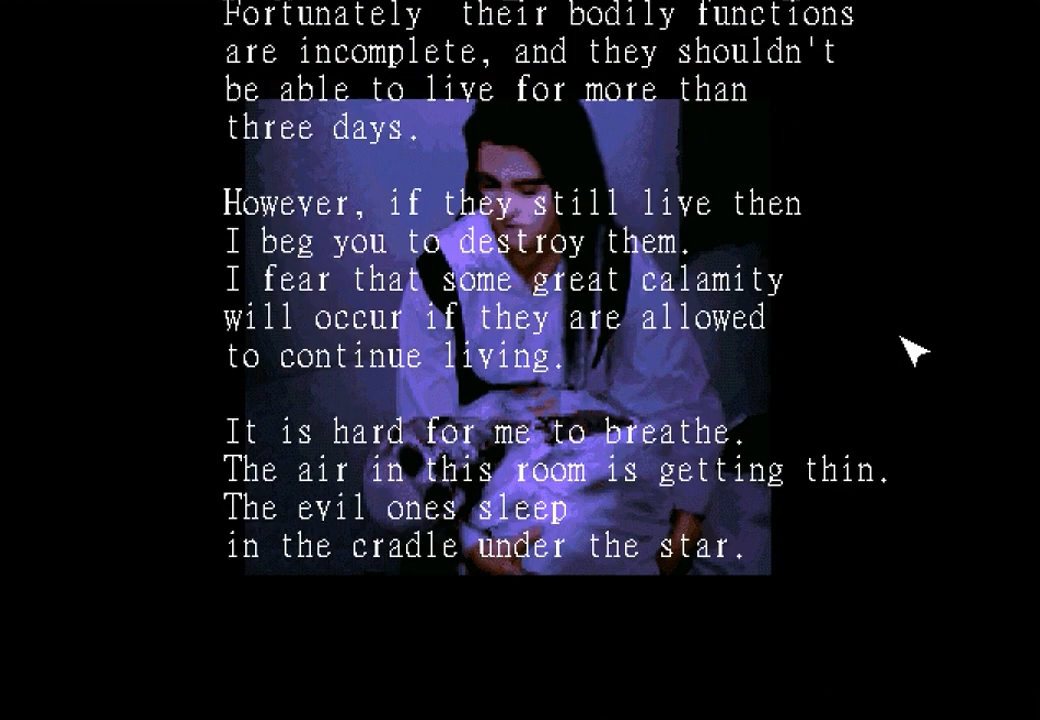 Fortunately  their bodily functions
are incomplete, and they shouldn't
be able to live for more than
three days.
However, if they still live then
I beg you to destroy them.
I fear that some great calamity
will occur if they are allowed
to continue living.
It is hard for me to breathe.
The air in this room is getting thin.
The evil ones sleep
in the cradle under the star.